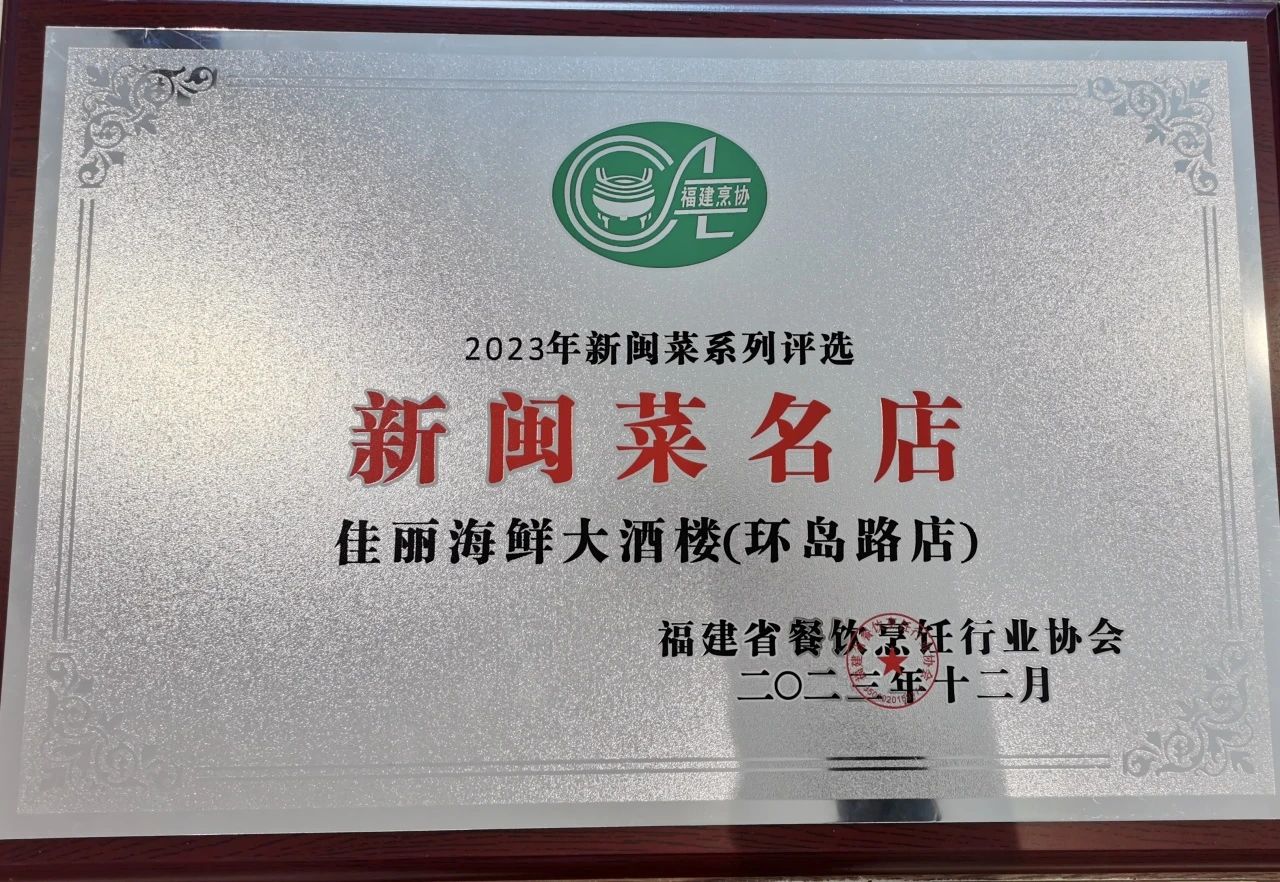 福建烹协
2023年新闽菜系列评选
新闽菜名店
佳丽海鲜大酒楼(环岛路店)
福建省餐饮烹饪行业协会
二〇二三年十二月